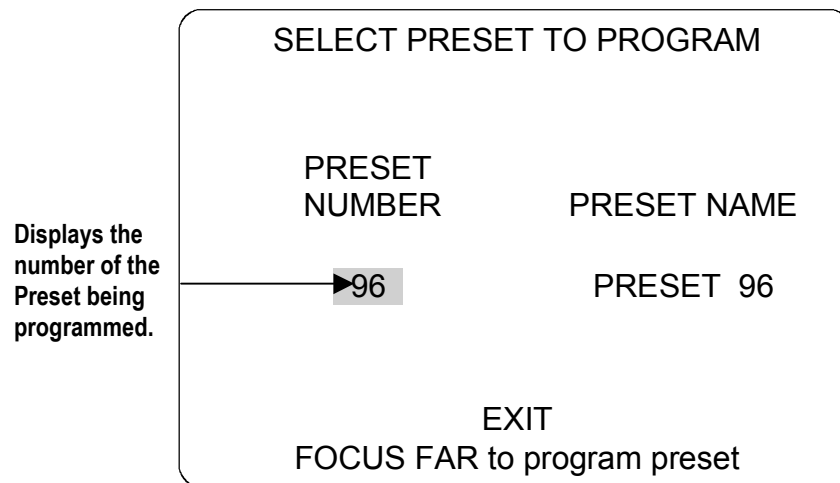 SELECT PRESET TO PROGRAM
PRESET
NUMBER
PRESET NAME
Displays the
number of the
Preset being
programmed.
96
PRESET 96
EXIT
FOCUS FAR to program preset